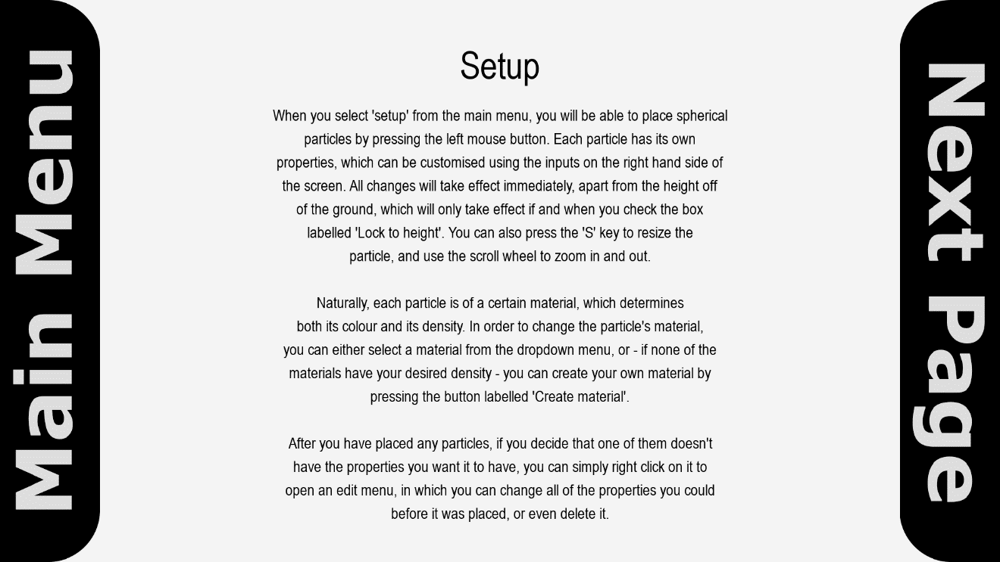 Main Menu
Setup
When you select 'setup' from the main menu, you will be able to place spherical
particles by pressing the left mouse button. Each particle has its own
properties, which can be customised using the inputs on the right hand side of
the screen. All changes will take effect immediately, apart from the height off
of the ground, which will only take effect if and when you check the box
labelled 'Lock to height'. You can also press the 'S' key to resize the
particle, and use the scroll wheel to zoom in and out.
Naturally, each particle is of a certain material, which determines
both its colour and its density. In order to change the particle's material,
you can either select a material from the dropdown menu, or - if none of the
materials have your desired density - you can create your own material by
pressing the button labelled 'Create material'.
After you have placed any particles, if you decide that one of them doesn't
have the properties you want it to have, you can simply right click on it to
open an edit menu, in which you can change all of the properties you could
before it was placed, or even delete it.
Next Page